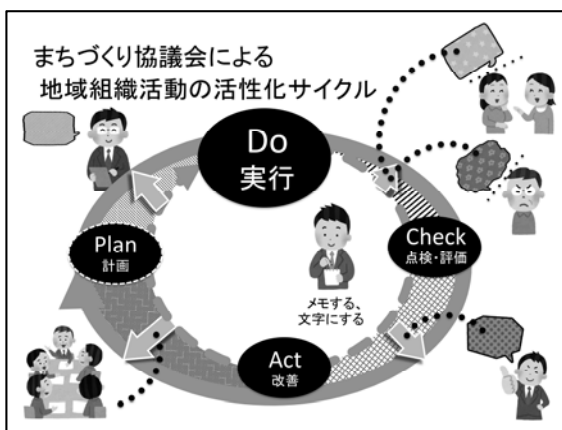 まちづくり協議会による
地域組織活動の活性化サイクル
Do
実行
Plan
計画
Check
点検・評価
メモする、
文字にする
Act
改善